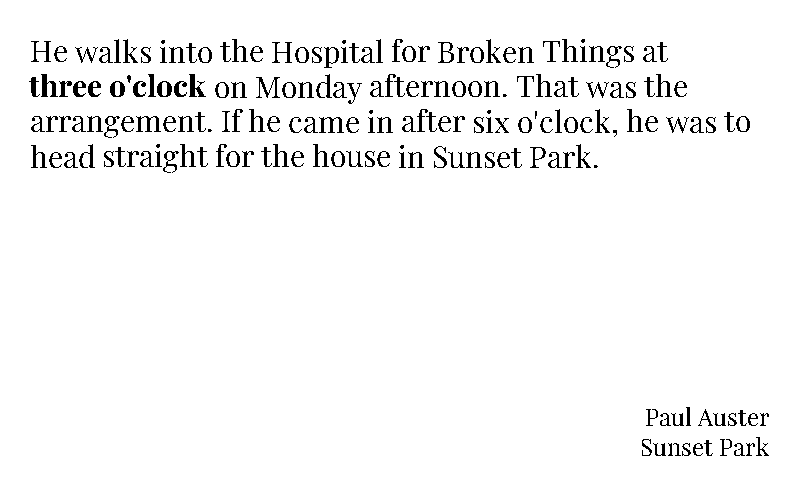 He walks into the Hospital for Broken Things at
three o'clock on Monday afternoon. That was the
arrangement. If he came in after six o'clock, he was to
head straight for the house in Sunset Park.
Paul Auster
Sunset Park